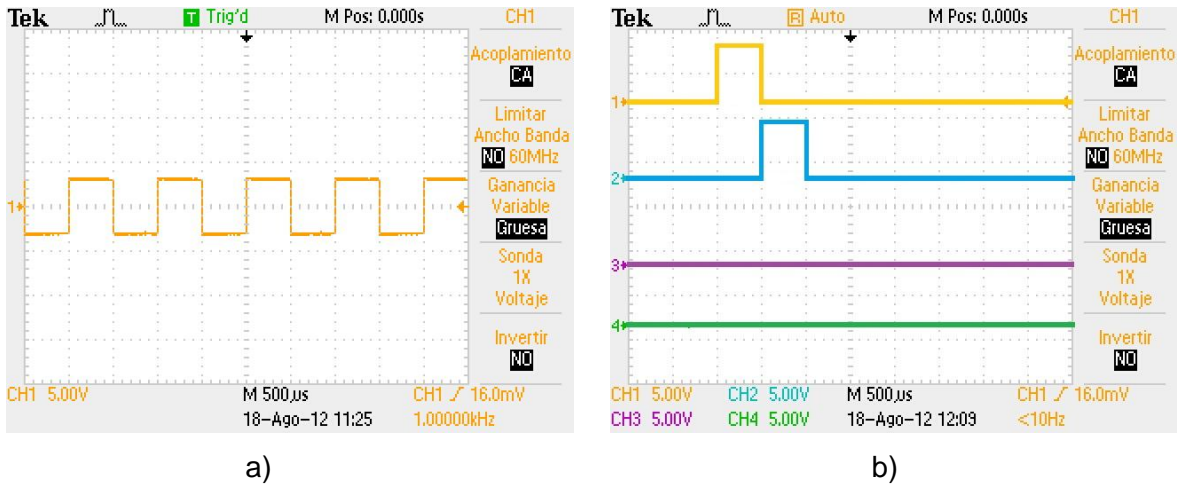 Tek
T Trig'd
M Pos: 0.000s
CH1
Acoplamiento
CA
Limitar
Ancho Banda
NO 60MHz
Ganancia
Variable
Gruesa
Sonda
1X
Voltaje
Invertir
NO
1
CH1 5.00V
M 500µs
CH1 16.0mV
18-Ago-12 11:25
1.00000kHz
a)
Tek
R Auto
M Pos: 0.000s
CH1
Acoplamiento
CA
Limitar
Ancho Banda
NO 60MHz
Ganancia
Variable
Gruesa
Sonda
1X
Voltaje
Invertir
NO
1
2
3
4
CH1 5.00V
CH2 5.00V
M 500µs
CH1 16.0mV
CH3 5.00V
CH4 5.00V
18-Ago-12 12:09
<10Hz
b)